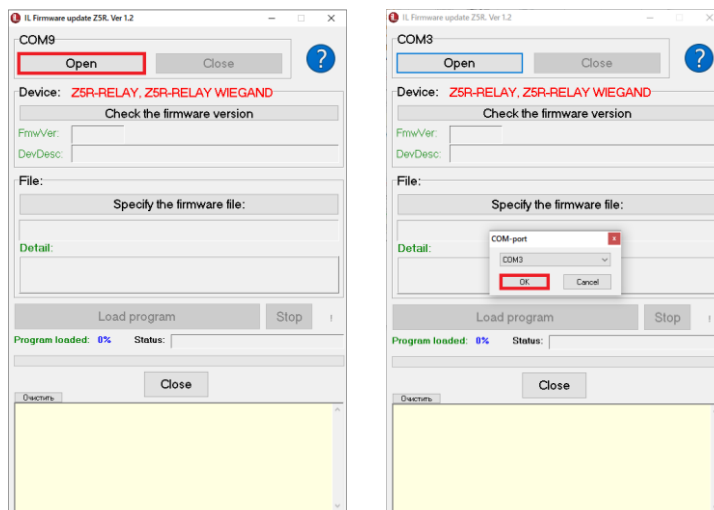 IL Firmware update Z5R. Ver 1.2
COM9
Open Close
?
Device: Z5R-RELAY, Z5R-RELAY WIEGAND
Check the firmware version
FmwVer:
DevDesc:
File:
Specify the firmware file:
Detail:
Load program Stop !
Program loaded: 0% Status:
Close
Очистить
IL Firmware update Z5R. Ver 1.2
COM3
Open Close
?
Device: Z5R-RELAY, Z5R-RELAY WIEGAND
Check the firmware version
FmwVer:
DevDesc:
File:
Specify the firmware file:
COM-port
Detail:
COM3
OK Cancel
Load program Stop !
Program loaded: 0% Status:
Close
Очистить